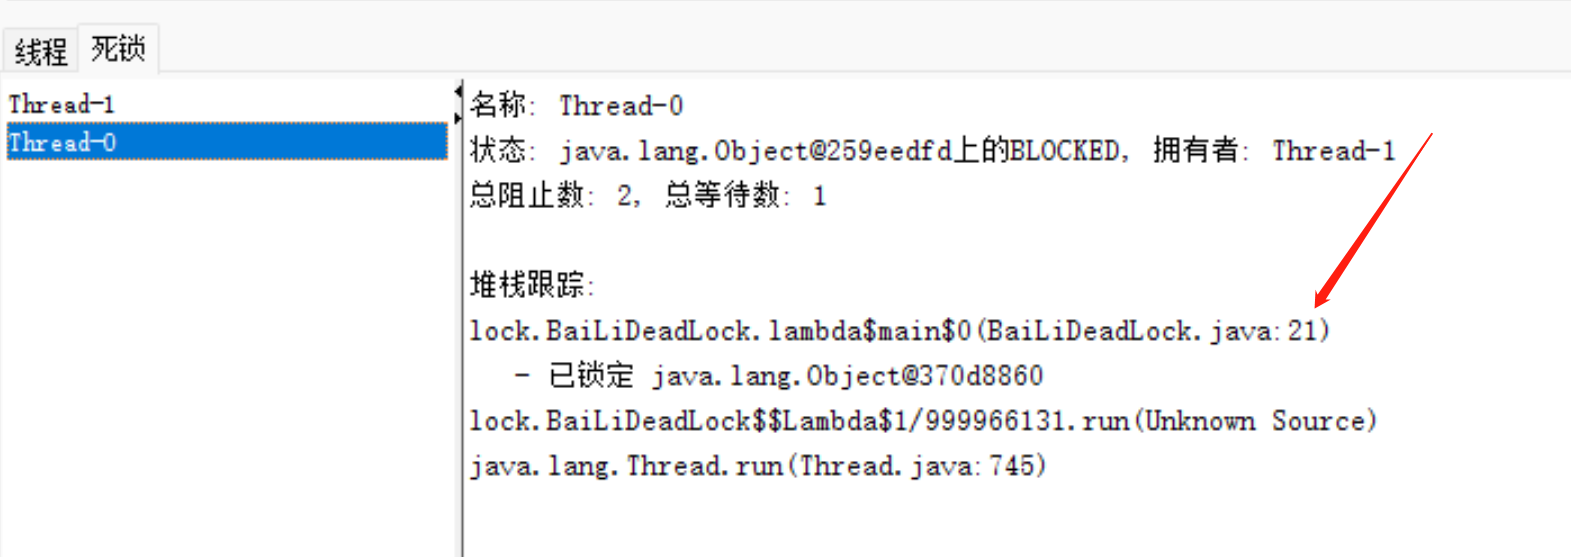 线程 死锁
Thread-1
Thread-0
名称: Thread-0
状态: java.lang.Object@259eedfd上的BLOCKED, 拥有者: Thread-1
总阻止数: 2, 总等待数: 1
堆栈跟踪:
lock.BaiLiDeadLock.lambda$main$0(BaiLiDeadLock.java:21)
- 已锁定 java.lang.Object@370d8860
lock.BaiLiDeadLock$$Lambda$1/999966131.run(Unknown Source)
java.lang.Thread.run(Thread.java:745)